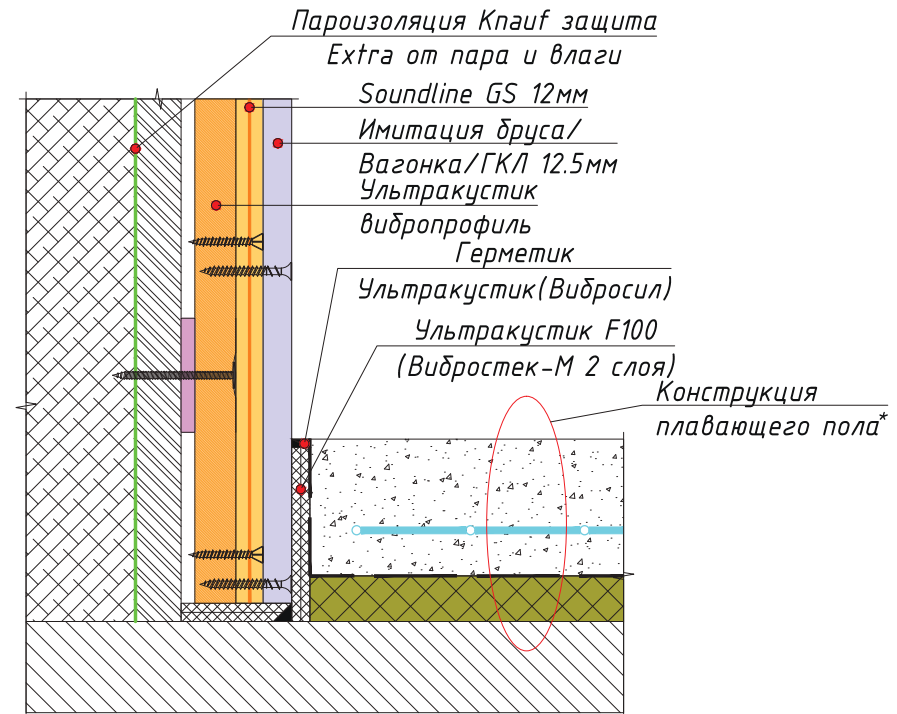 Пароизоляция Knauf защита
Extra от пара и влаги
Soundline GS 12мм
Имитация бруса/
Вагонка/ГКЛ 12.5мм
Ультракустик
вибропрофиль
Герметик
Ультракустик(Вибросил)
Ультракустик F100
(Вибростек-М 2 слоя)
Конструкция
плавающего пола*